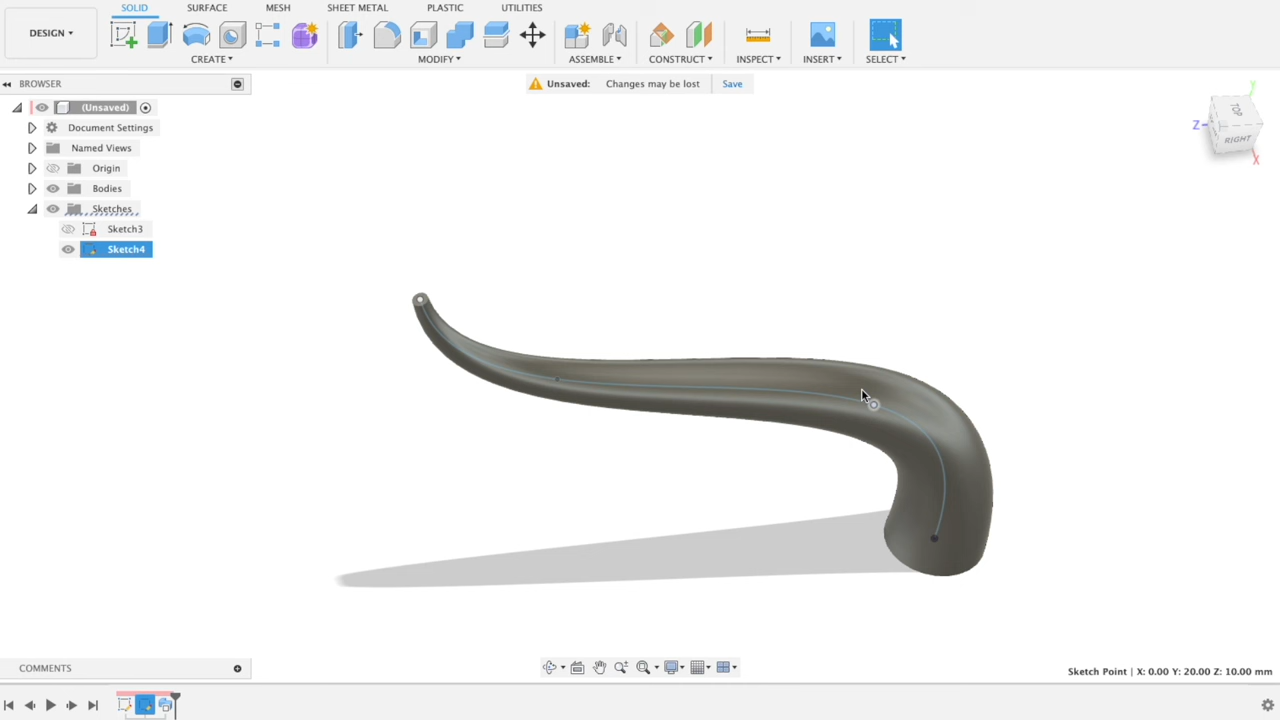 SOLID SURFACE MESH SHEET METAL PLASTIC UTILITIES
DESIGN
CREATE MODIFY ASSEMBLE CONSTRUCT INSPECT INSERT SELECT
BROWSER
Unsaved: Changes may be lost Save
(Unsaved)
Document Settings
Named Views
Origin
Bodies
Sketches
Sketch3
Sketch4
Y
TOP
Z
RIGHT
X
COMMENTS
Sketch Point | X: 0.00 Y: 20.00 Z: 10.00 mm